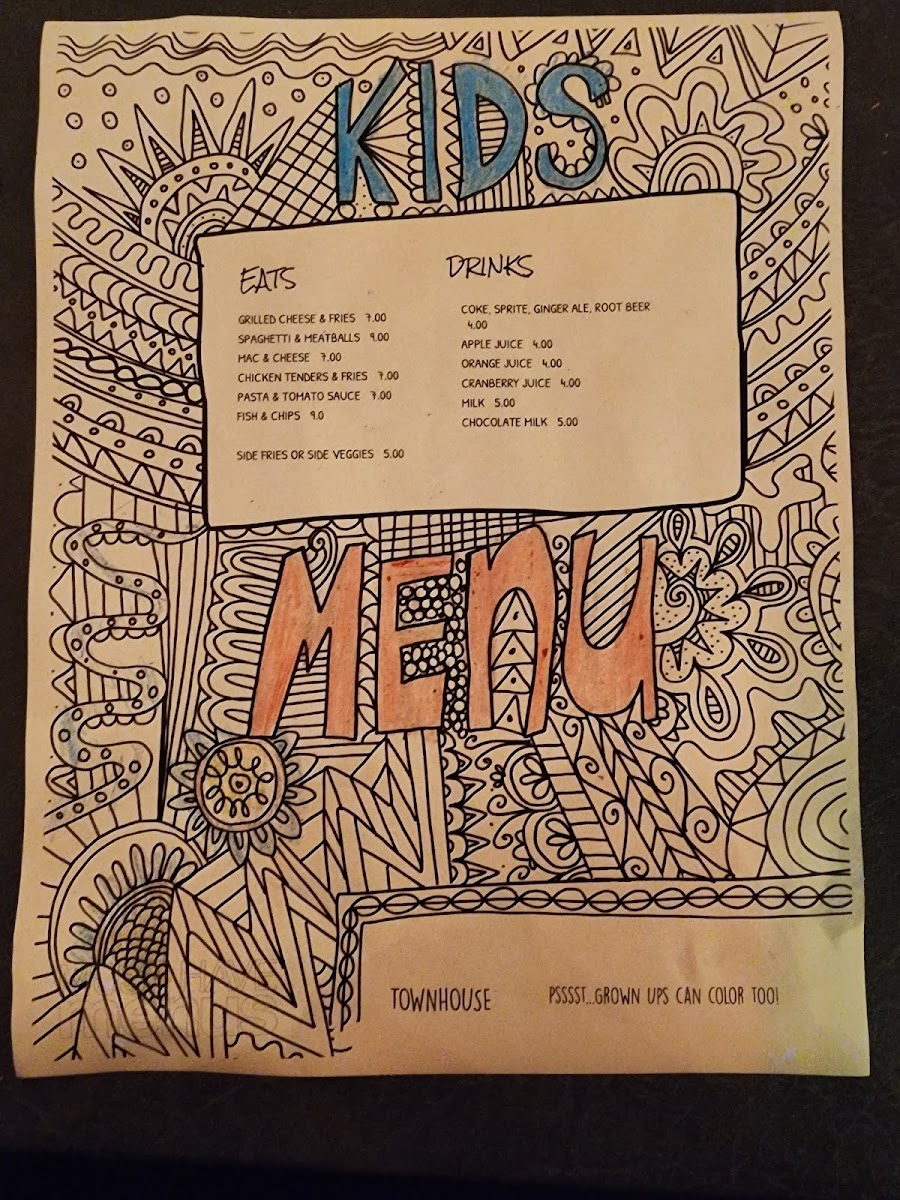 KIDS
EATS
GRILLED CHEESE & FRIES 7.00
SPAGHETTI & MEATBALLS 9.00
MAC & CHEESE 7.00
CHICKEN TENDERS & FRIES 7.00
PASTA & TOMATO SAUCE 7.00
FISH & CHIPS 9.0
SIDE FRIES OR SIDE VEGGIES 5.00
DRINKS
COKE, SPRITE, GINGER ALE, ROOT BEER
4.00
APPLE JUICE 4.00
ORANGE JUICE 4.00
CRANBERRY JUICE 4.00
MILK 5.00
CHOCOLATE MILK 5.00
MENU
TOWNHOUSE
PSSSST...GROWN UPS CAN COLOR TOO!